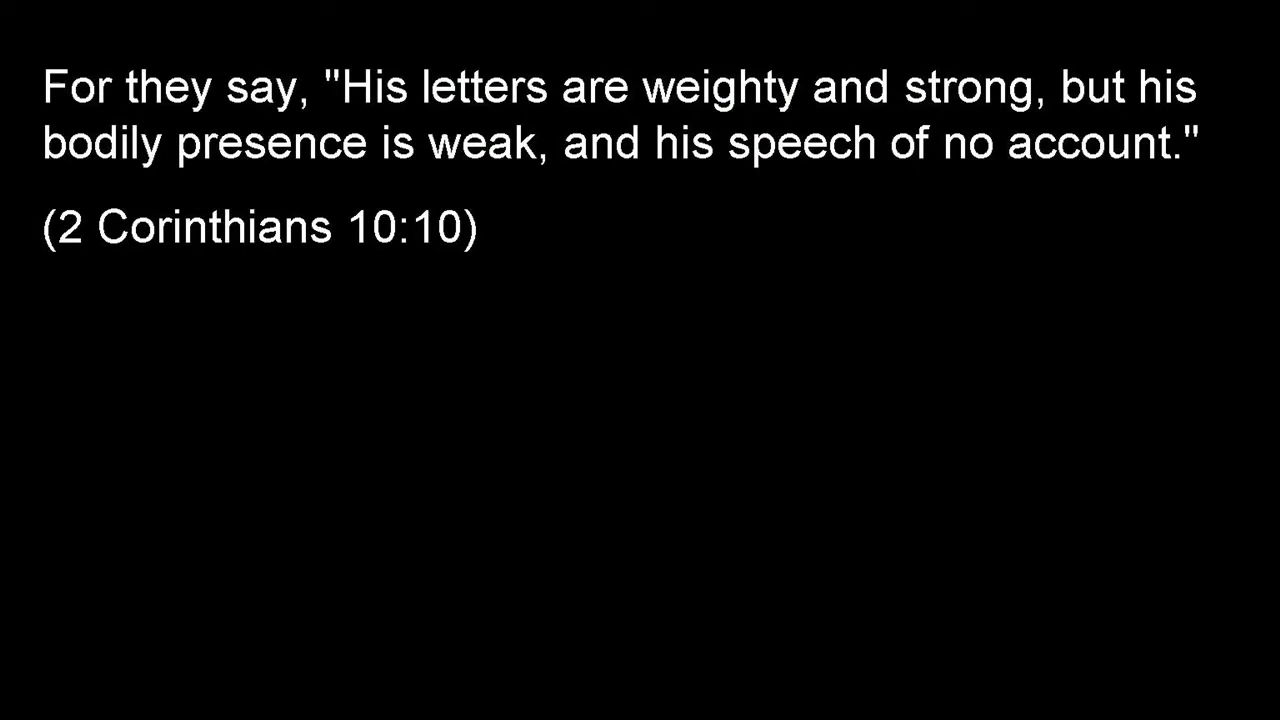 For they say, "His letters are weighty and strong, but his
bodily presence is weak, and his speech of no account."
(2 Corinthians 10:10)